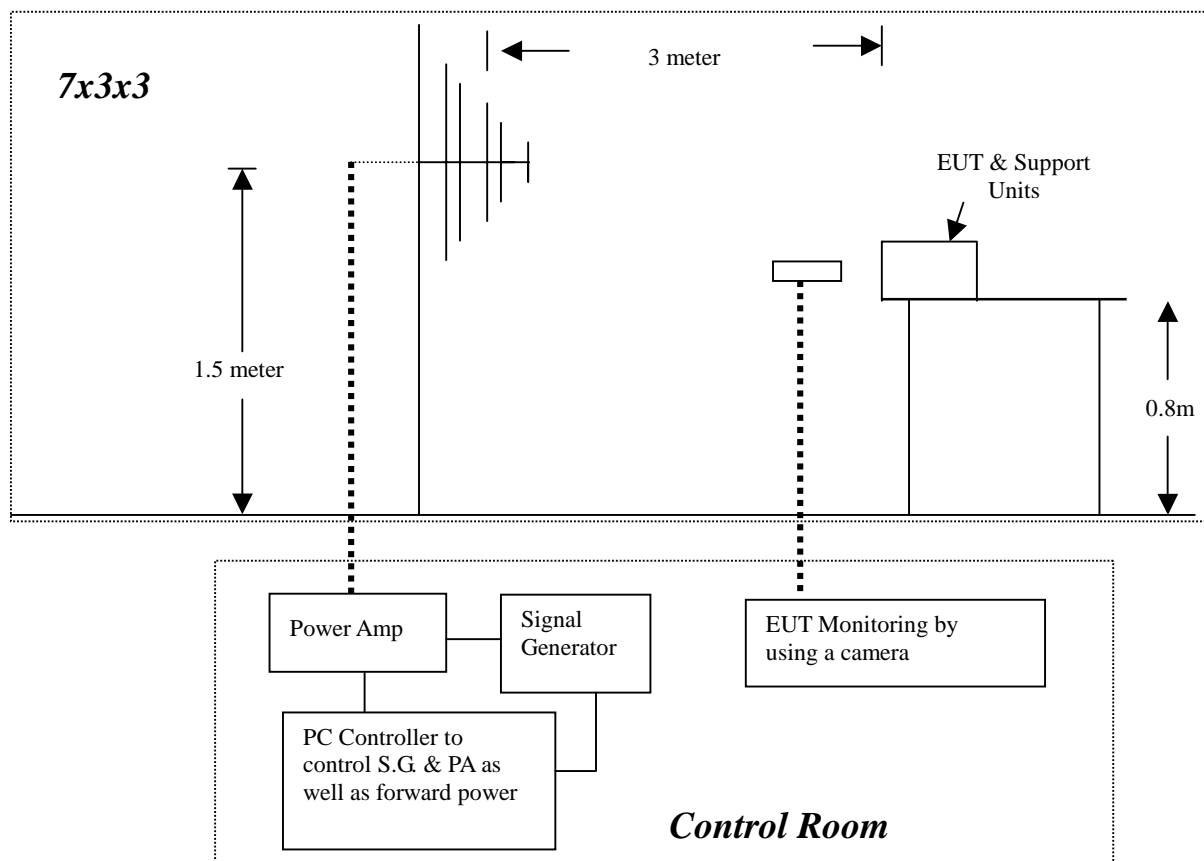 3 meter
7x3x3
EUT & Support
Units
1.5 meter
0.8m
Power Amp
Signal
Generator
EUT Monitoring by
using a camera
PC Controller to
control S.G. & PA as
well as forward power
Control Room